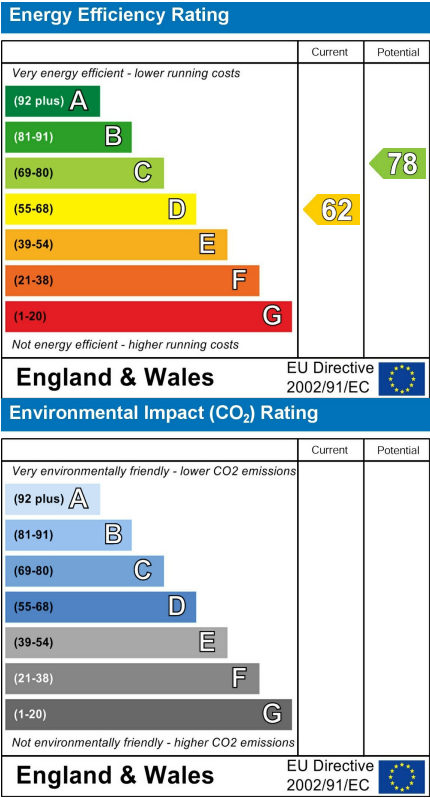 Energy Efficiency Rating
Current Potential
Very energy efficient - lower running costs
(92 plus) A
(81-91) B
(69-80) C
78
(55-68) D
62
(39-54) E
(21-38) F
(1-20) G
Not energy efficient - higher running costs
England & Wales
EU Directive
2002/91/EC
Environmental Impact (CO₂) Rating
Current Potential
Very environmentally friendly - lower CO2 emissions
(92 plus) A
(81-91) B
(69-80) C
(55-68) D
(39-54) E
(21-38) F
(1-20) G
Not environmentally friendly - higher CO2 emissions
England & Wales
EU Directive
2002/91/EC